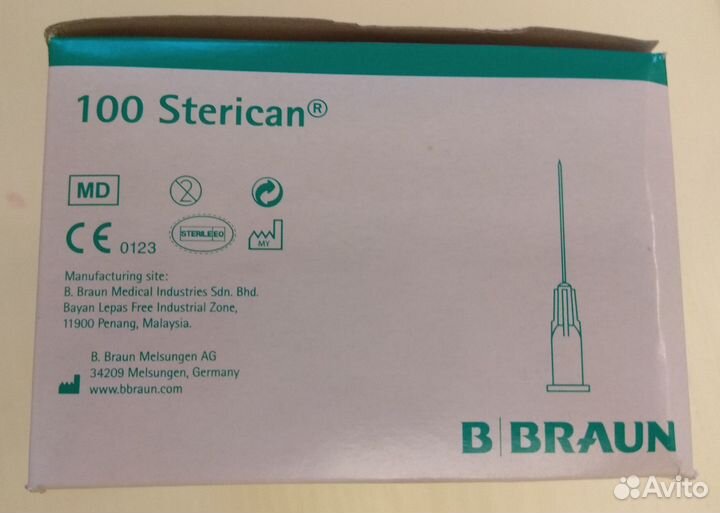 100 Sterican®
MD
2
CE 0123
STERILE EO
MY
Manufacturing site:
B. Braun Medical Industries Sdn. Bhd.
Bayan Lepas Free Industrial Zone,
11900 Penang, Malaysia.
B. Braun Melsungen AG
34209 Melsungen, Germany
www.bbraun.com
B|BRAUN
Avito